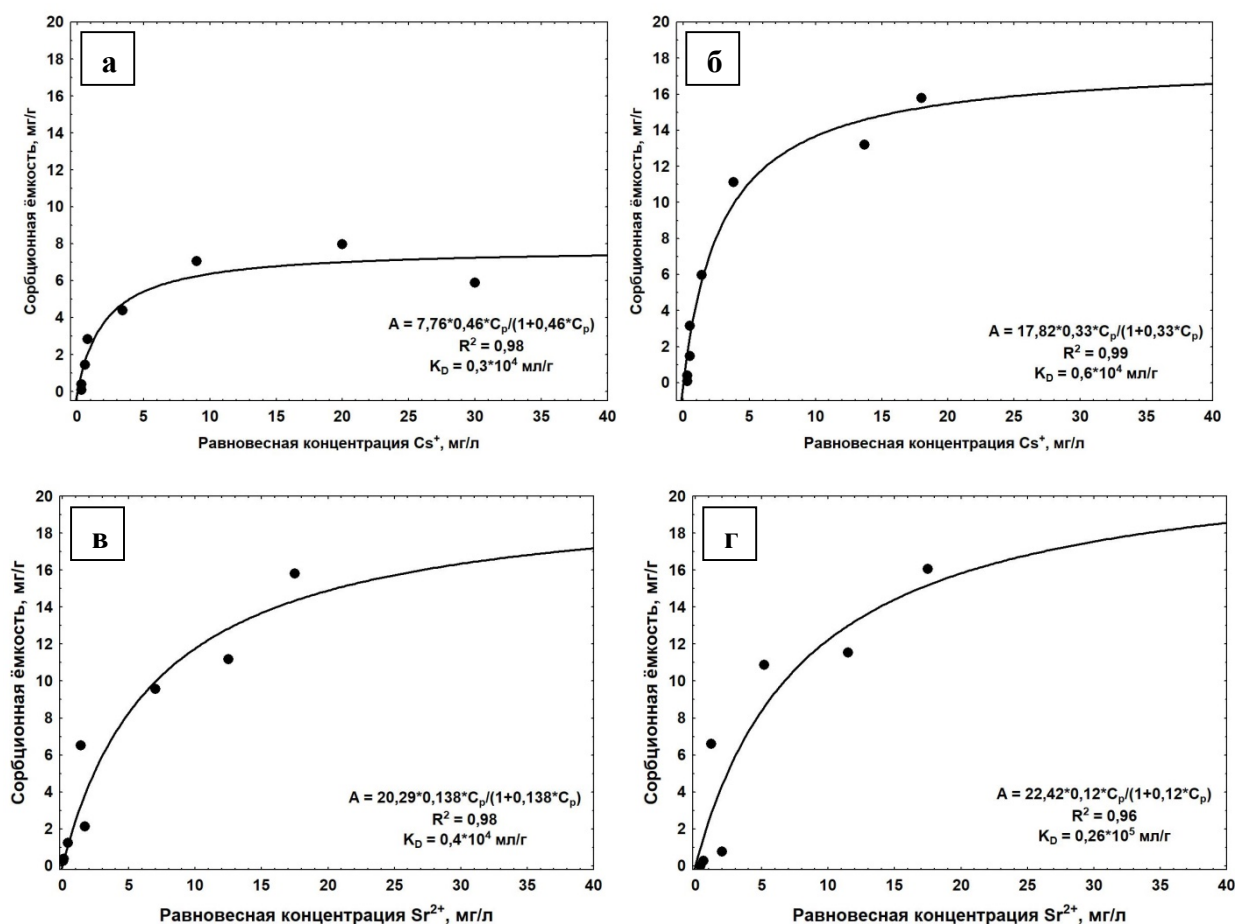 а
Сорбционная ёмкость, мг/г
20
18
16
14
12
10
8
6
4
2
0
A = 7,76*0,46*Cₚ/(1+0,46*Cₚ)
R² = 0,98
K_D = 0,3*10⁴ мл/г
0 5 10 15 20 25 30 35 40
Равновесная концентрация Cs⁺, мг/л
б
Сорбционная ёмкость, мг/г
20
18
16
14
12
10
8
6
4
2
0
A = 17,82*0,33*Cₚ/(1+0,33*Cₚ)
R² = 0,99
K_D = 0,6*10⁴ мл/г
0 5 10 15 20 25 30 35 40
Равновесная концентрация Cs⁺, мг/л
в
Сорбционная ёмкость, мг/г
20
18
16
14
12
10
8
6
4
2
0
A = 20,29*0,138*Cₚ/(1+0,138*Cₚ)
R² = 0,98
K_D = 0,4*10⁴ мл/г
0 5 10 15 20 25 30 35 40
Равновесная концентрация Sr²⁺, мг/л
г
Сорбционная ёмкость, мг/г
20
18
16
14
12
10
8
6
4
2
0
A = 22,42*0,12*Cₚ/(1+0,12*Cₚ)
R² = 0,96
K_D = 0,26*10⁵ мл/г
0 5 10 15 20 25 30 35 40
Равновесная концентрация Sr²⁺, мг/л